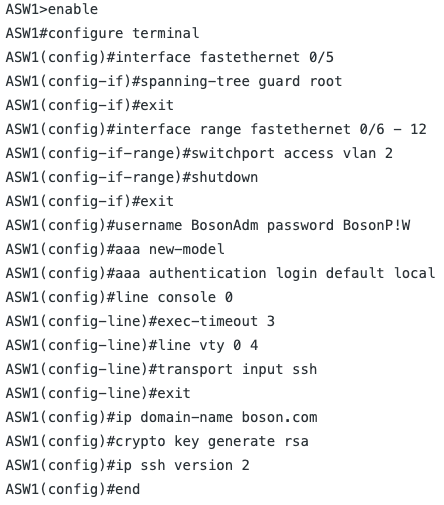 ASW1>enable
ASW1#configure terminal
ASW1(config)#interface fastethernet 0/5
ASW1(config-if)#spanning-tree guard root
ASW1(config-if)#exit
ASW1(config)#interface range fastethernet 0/6 – 12
ASW1(config-if-range)#switchport access vlan 2
ASW1(config-if-range)#shutdown
ASW1(config-if)#exit
ASW1(config)#username BosonAdm password BosonP!W
ASW1(config)#aaa new-model
ASW1(config)#aaa authentication login default local
ASW1(config)#line console 0
ASW1(config-line)#exec-timeout 3
ASW1(config-line)#line vty 0 4
ASW1(config-line)#transport input ssh
ASW1(config-line)#exit
ASW1(config)#ip domain-name boson.com
ASW1(config)#crypto key generate rsa
ASW1(config)#ip ssh version 2
ASW1(config)#end